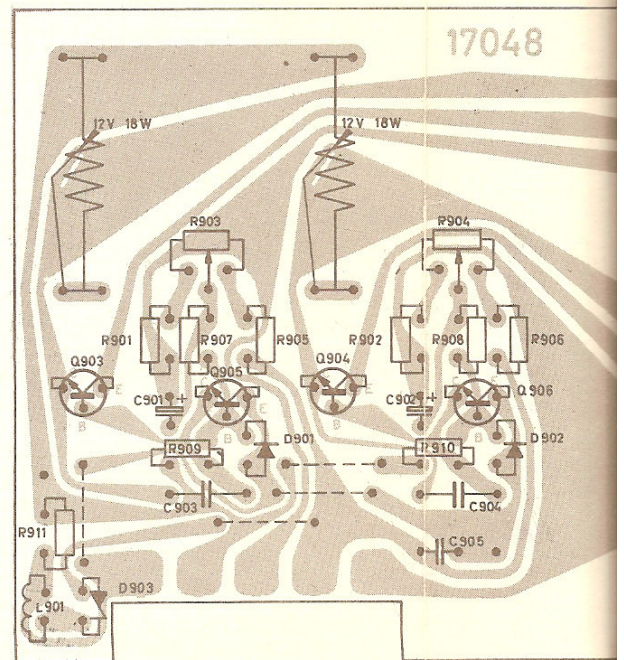 17048
12V 18W
12V 18W
R903
R904
R901
R907
R905
R902
R908
R906
Q903
Q905
Q904
Q906
E
C
E
E
C
E
C901
+
C902
+
B
B
B
B
R909
D901
R910
D902
C903
C904
R911
C905
D903
L901